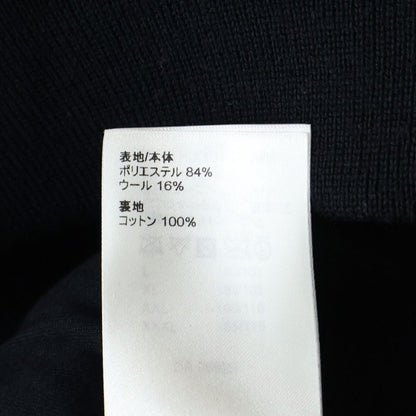 表地/本体
ポリエステル 84%
ウール 16%
裏地
コットン 100%